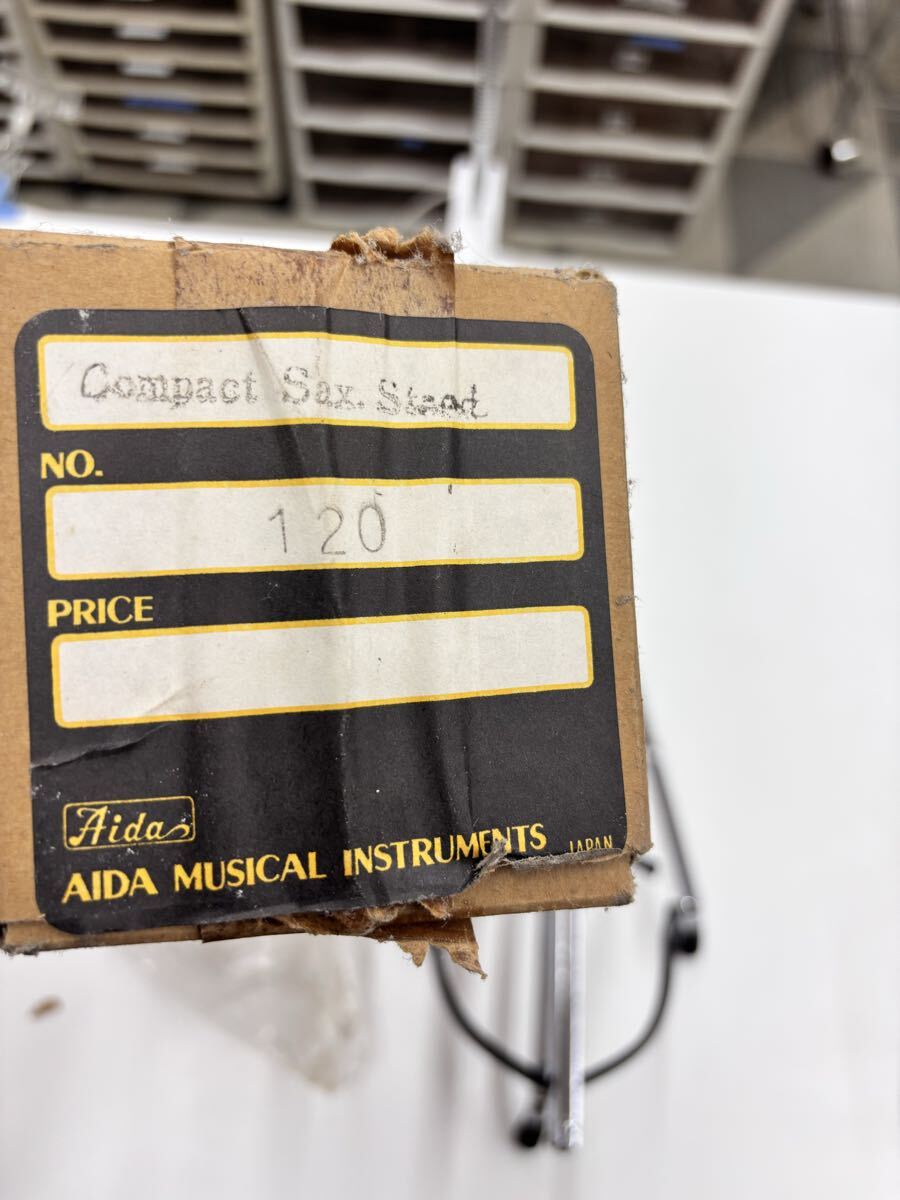 Compact Sax. Stand
NO.
120
PRICE
Aida
AIDA MUSICAL INSTRUMENTS JAPAN